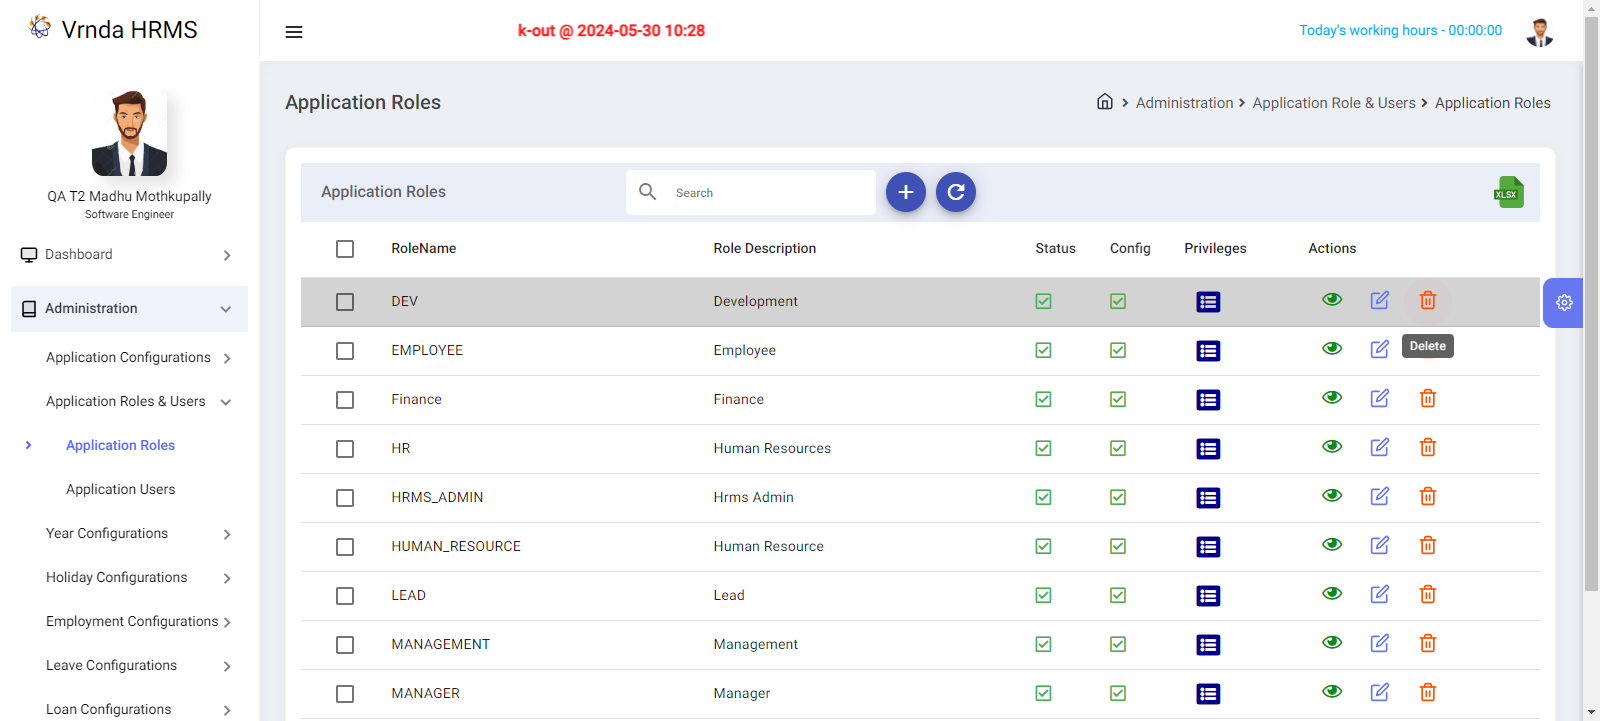 Vrnda HRMS
k-out @ 2024-05-30 10:28
Today's working hours - 00:00:00
QA T2 Madhu Mothkupally
Software Engineer
Dashboard
Administration
Application Configurations
Application Roles & Users
Application Roles
Application Users
Year Configurations
Holiday Configurations
Employment Configurations
Leave Configurations
Loan Configurations
Application Roles
Administration Application Role & Users Application Roles
Application Roles
Search
XLSX
RoleName Role Description Status Config Privileges Actions
DEV Development
Delete
EMPLOYEE Employee
Finance Finance
HR Human Resources
HRMS_ADMIN Hrms Admin
HUMAN_RESOURCE Human Resource
LEAD Lead
MANAGEMENT Management
MANAGER Manager